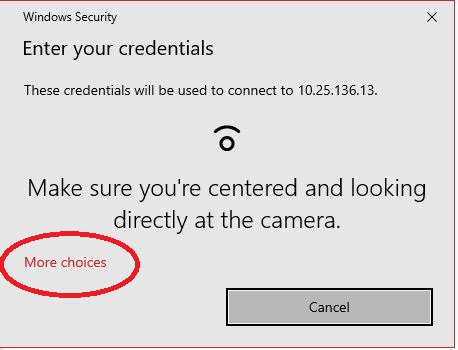 Windows Security
Enter your credentials
These credentials will be used to connect to 10.25.136.13.
Make sure you're centered and looking
directly at the camera.
More choices
Cancel